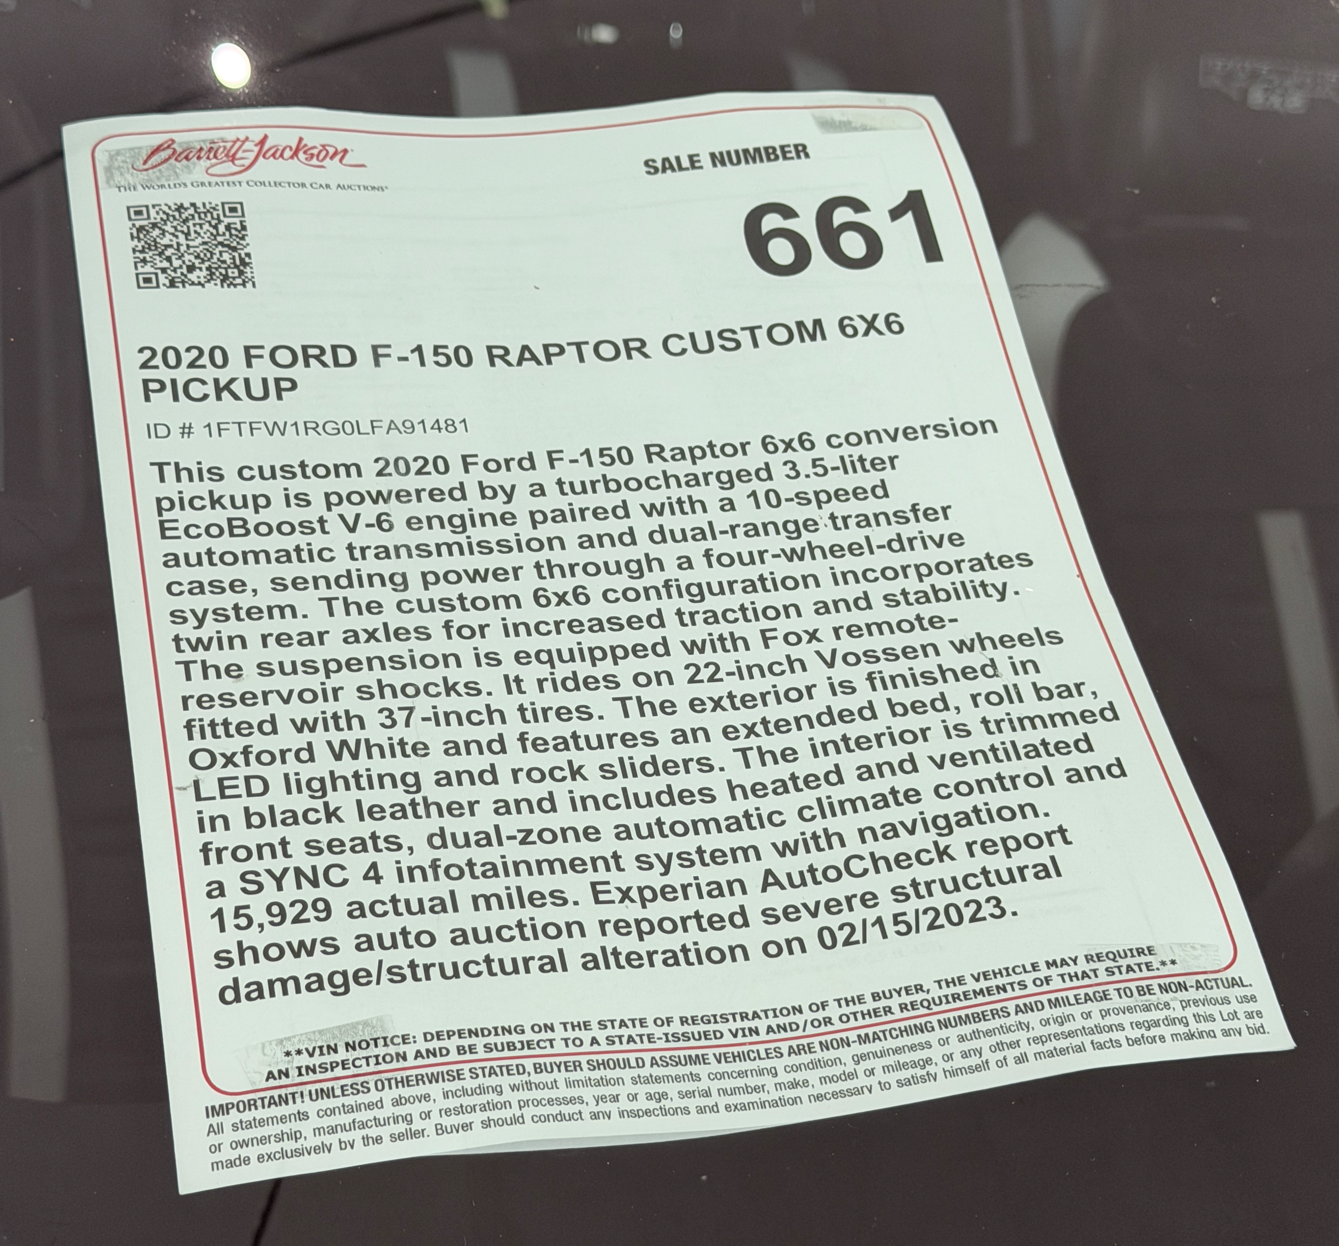 Barrett-Jackson
THE WORLD'S GREATEST COLLECTOR CAR AUCTIONS®
SALE NUMBER
661
2020 FORD F-150 RAPTOR CUSTOM 6X6
PICKUP
ID # 1FTFW1RG0LFA91481
This custom 2020 Ford F-150 Raptor 6x6 conversion
pickup is powered by a turbocharged 3.5-liter
EcoBoost V-6 engine paired with a 10-speed
automatic transmission and dual-range transfer
case, sending power through a four-wheel-drive
system. The custom 6x6 configuration incorporates
twin rear axles for increased traction and stability.
The suspension is equipped with Fox remote-
reservoir shocks. It rides on 22-inch Vossen wheels
fitted with 37-inch tires. The exterior is finished in
Oxford White and features an extended bed, roll bar,
LED lighting and rock sliders. The interior is trimmed
in black leather and includes heated and ventilated
front seats, dual-zone automatic climate control and
a SYNC 4 infotainment system with navigation.
15,929 actual miles. Experian AutoCheck report
shows auto auction reported severe structural
damage/structural alteration on 02/15/2023.
**VIN NOTICE: DEPENDING ON THE STATE OF REGISTRATION OF THE BUYER, THE VEHICLE MAY REQUIRE
AN INSPECTION AND BE SUBJECT TO A STATE-ISSUED VIN AND/OR OTHER REQUIREMENTS OF THAT STATE.**
IMPORTANT! UNLESS OTHERWISE STATED, BUYER SHOULD ASSUME VEHICLES ARE NON-MATCHING NUMBERS AND MILEAGE TO BE NON-ACTUAL.
All statements contained above, including without limitation statements concerning condition, genuineness or authenticity, origin or provenance, previous use
or ownership, manufacturing or restoration processes, year or age, serial number, make, model or mileage, or any other representations regarding this Lot are
made exclusively by the seller. Buyer should conduct any inspections and examination necessary to satisfy himself of all material facts before making any bid.